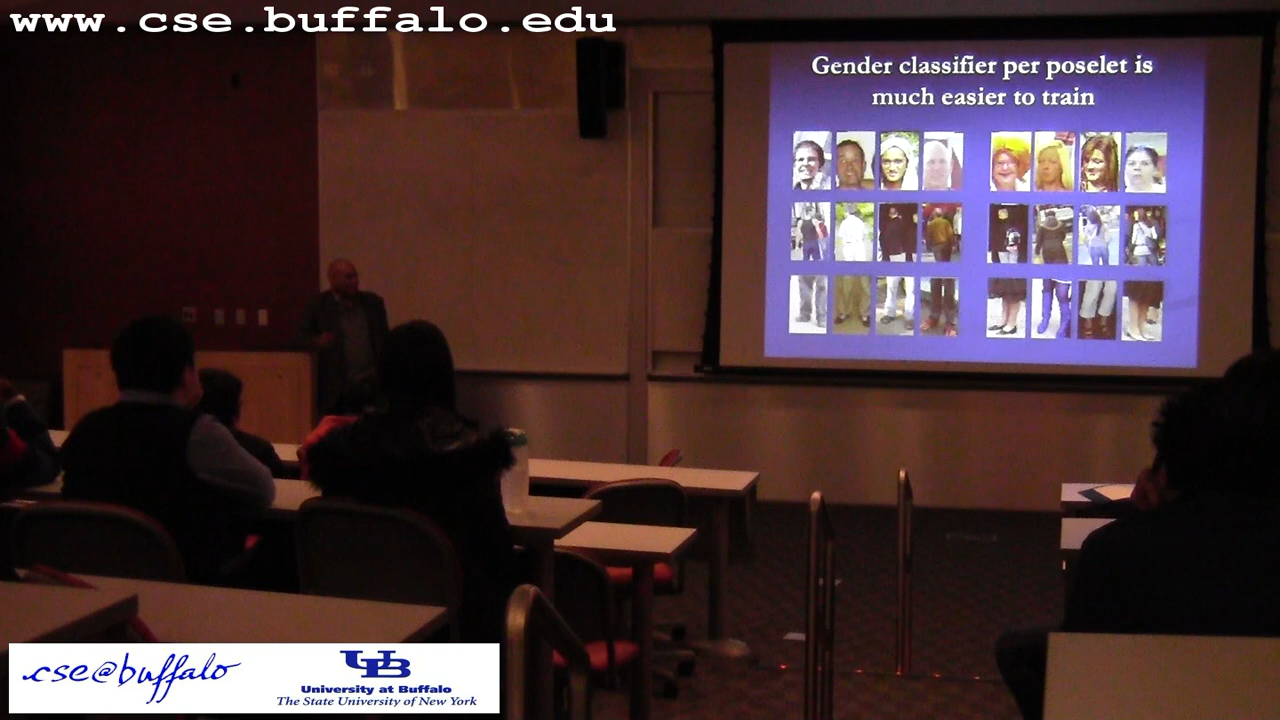 www.cse.buffalo.edu
Gender classifier per poselet is
much easier to train
cse@buffalo
UB
University at Buffalo
The State University of New York